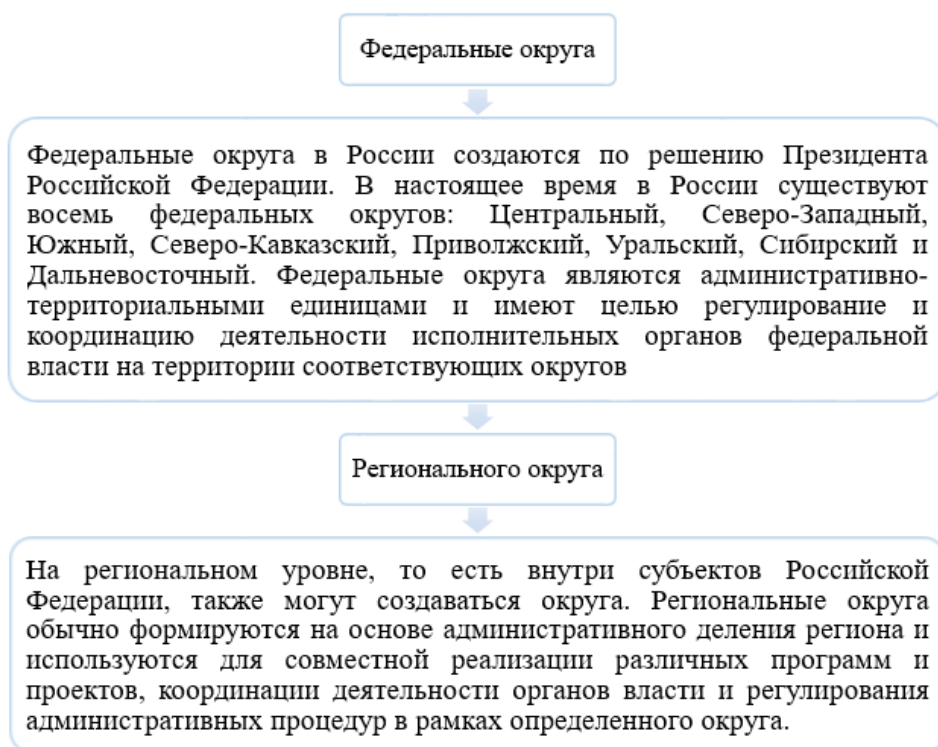 Федеральные округа
Федеральные округа в России создаются по решению Президента
Российской Федерации. В настоящее время в России существуют
восемь федеральных округов: Центральный, Северо-Западный,
Южный, Северо-Кавказский, Приволжский, Уральский, Сибирский и
Дальневосточный. Федеральные округа являются административно-
территориальными единицами и имеют целью регулирование и
координацию деятельности исполнительных органов федеральной
власти на территории соответствующих округов
Регионального округа
На региональном уровне, то есть внутри субъектов Российской
Федерации, также могут создаваться округа. Региональные округа
обычно формируются на основе административного деления региона и
используются для совместной реализации различных программ и
проектов, координации деятельности органов власти и регулирования
административных процедур в рамках определенного округа.